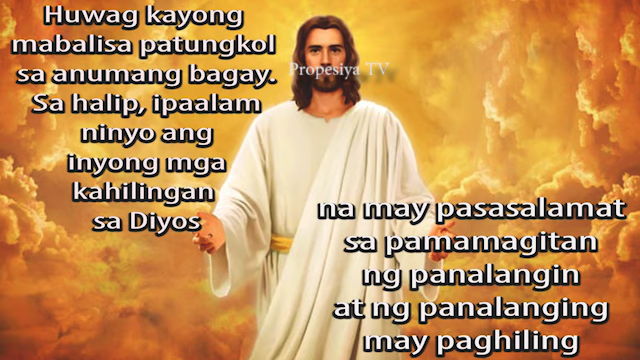 Huwag kayong
mabalisa patungkol
sa anumang bagay.
Sa halip, ipaalam
ninyo ang
inyong mga
kahilingan
sa Diyos
Propesiya TV
na may pasasalamat
sa pamamagitan
ng panalangin
at ng panalanging
may paghiling